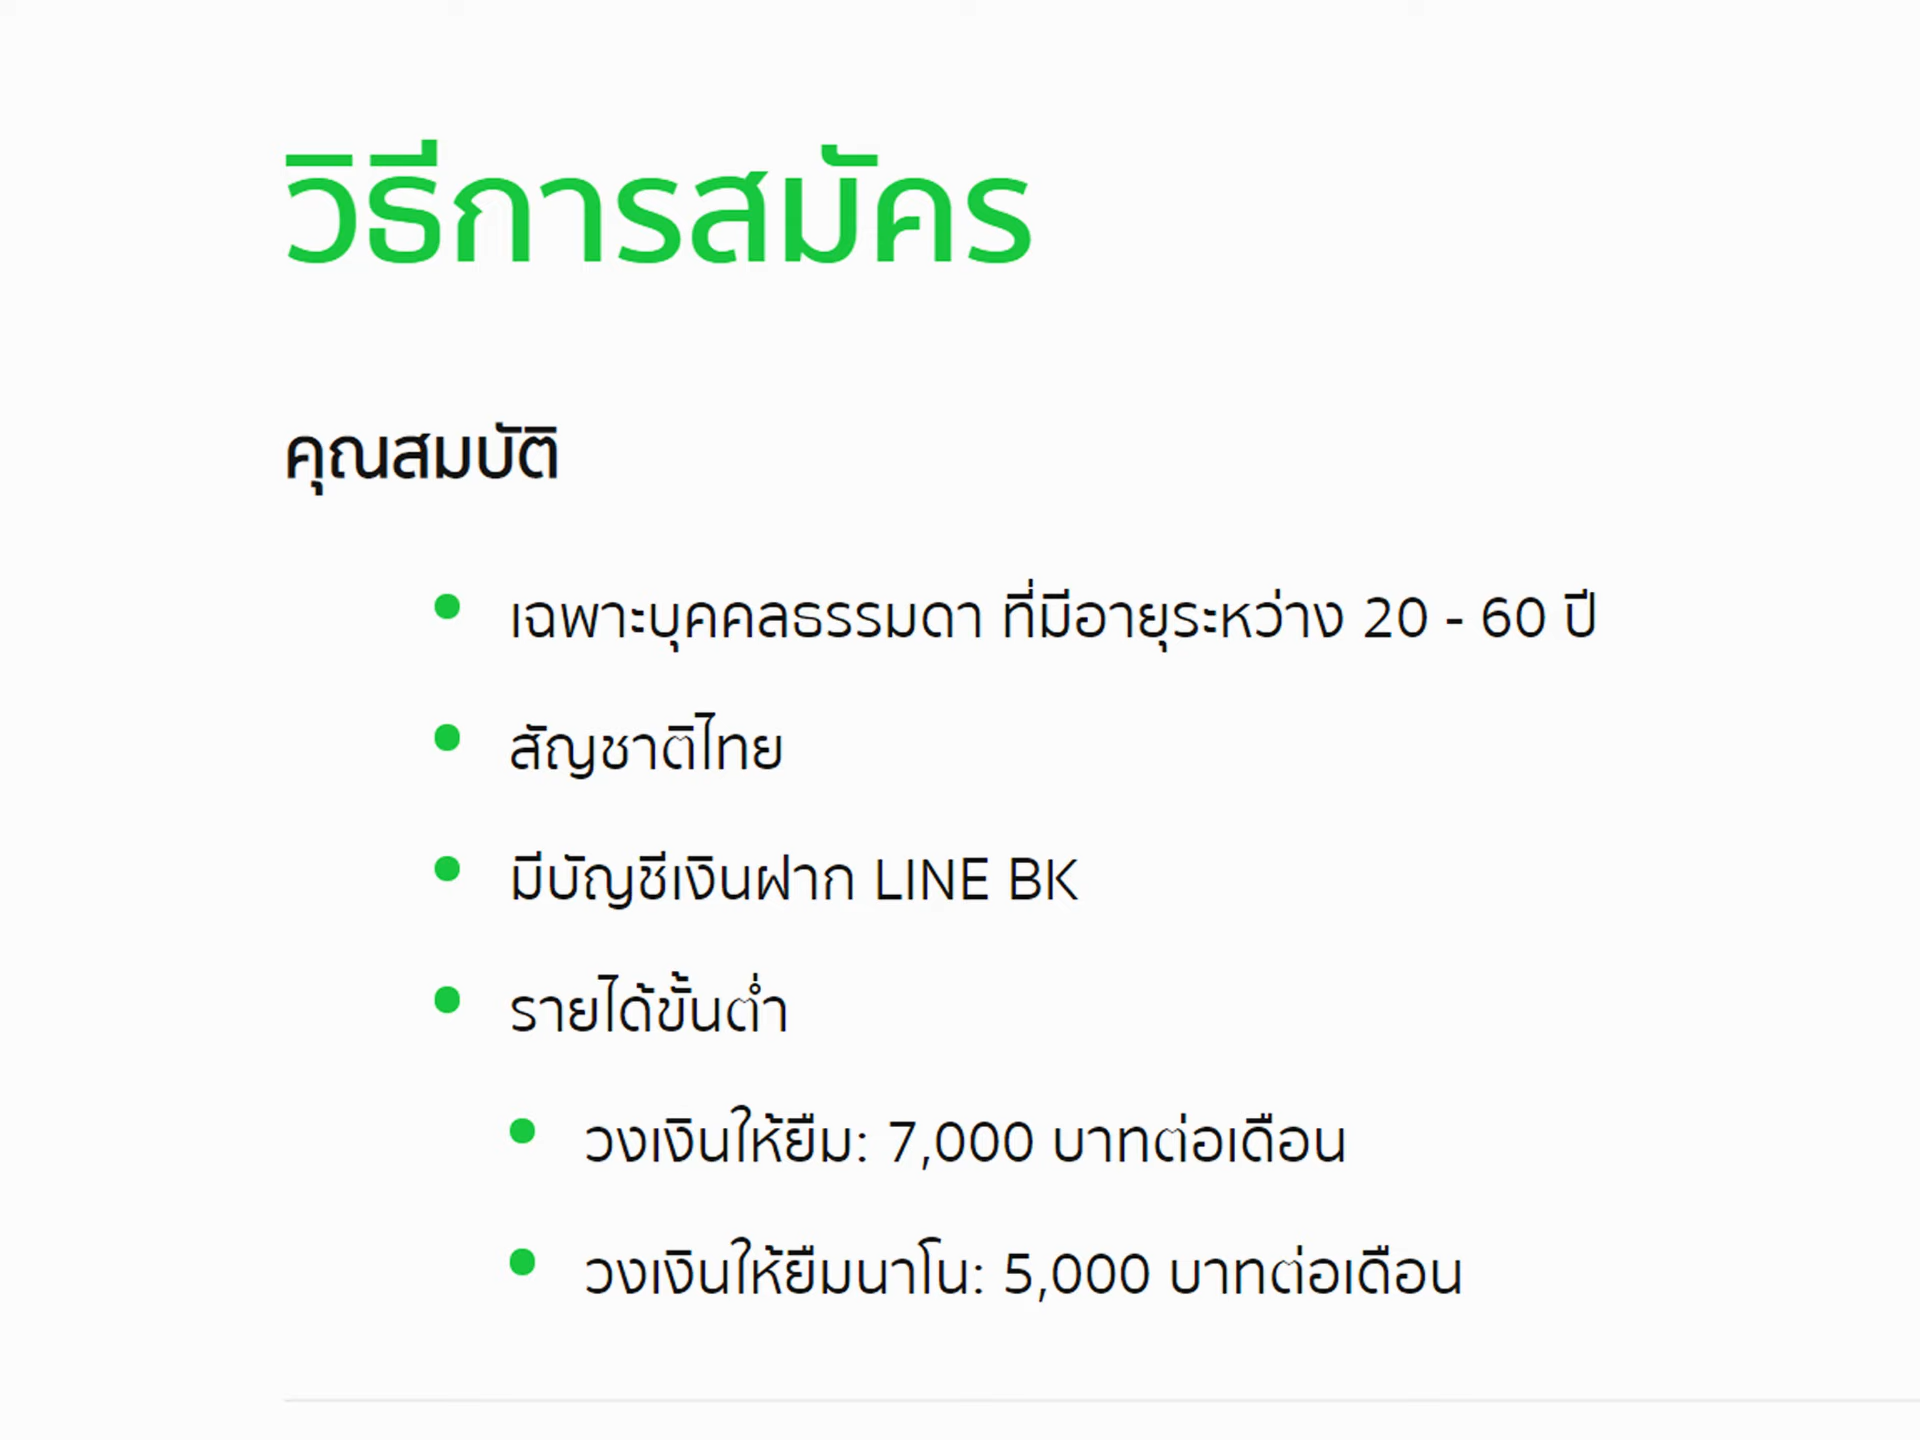 วิธีการสมัคร
คุณสมบัติ
เฉพาะบุคคลธรรมดา ที่มีอายุระหว่าง 20 - 60 ปี
สัญชาติไทย
มีบัญชีเงินฝาก LINE BK
รายได้ขั้นต่ำ
วงเงินให้ยืม: 7,000 บาทต่อเดือน
วงเงินให้ยืมนาโน: 5,000 บาทต่อเดือน